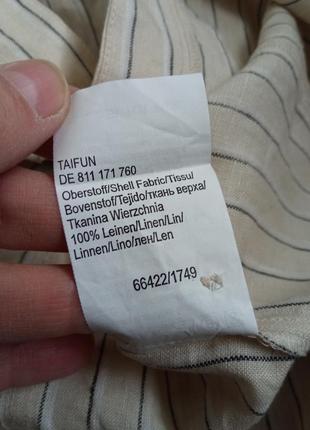 TAIFUN
DE 811 171 760
Oberstoff/Shell Fabric/Tissu/
Bovenstof/Tejido/ткань верха/
Tkanina Wierzchnia
100% Leinen/Linen/Lin/
Linnen/Lino/лен/Len
66422/1749